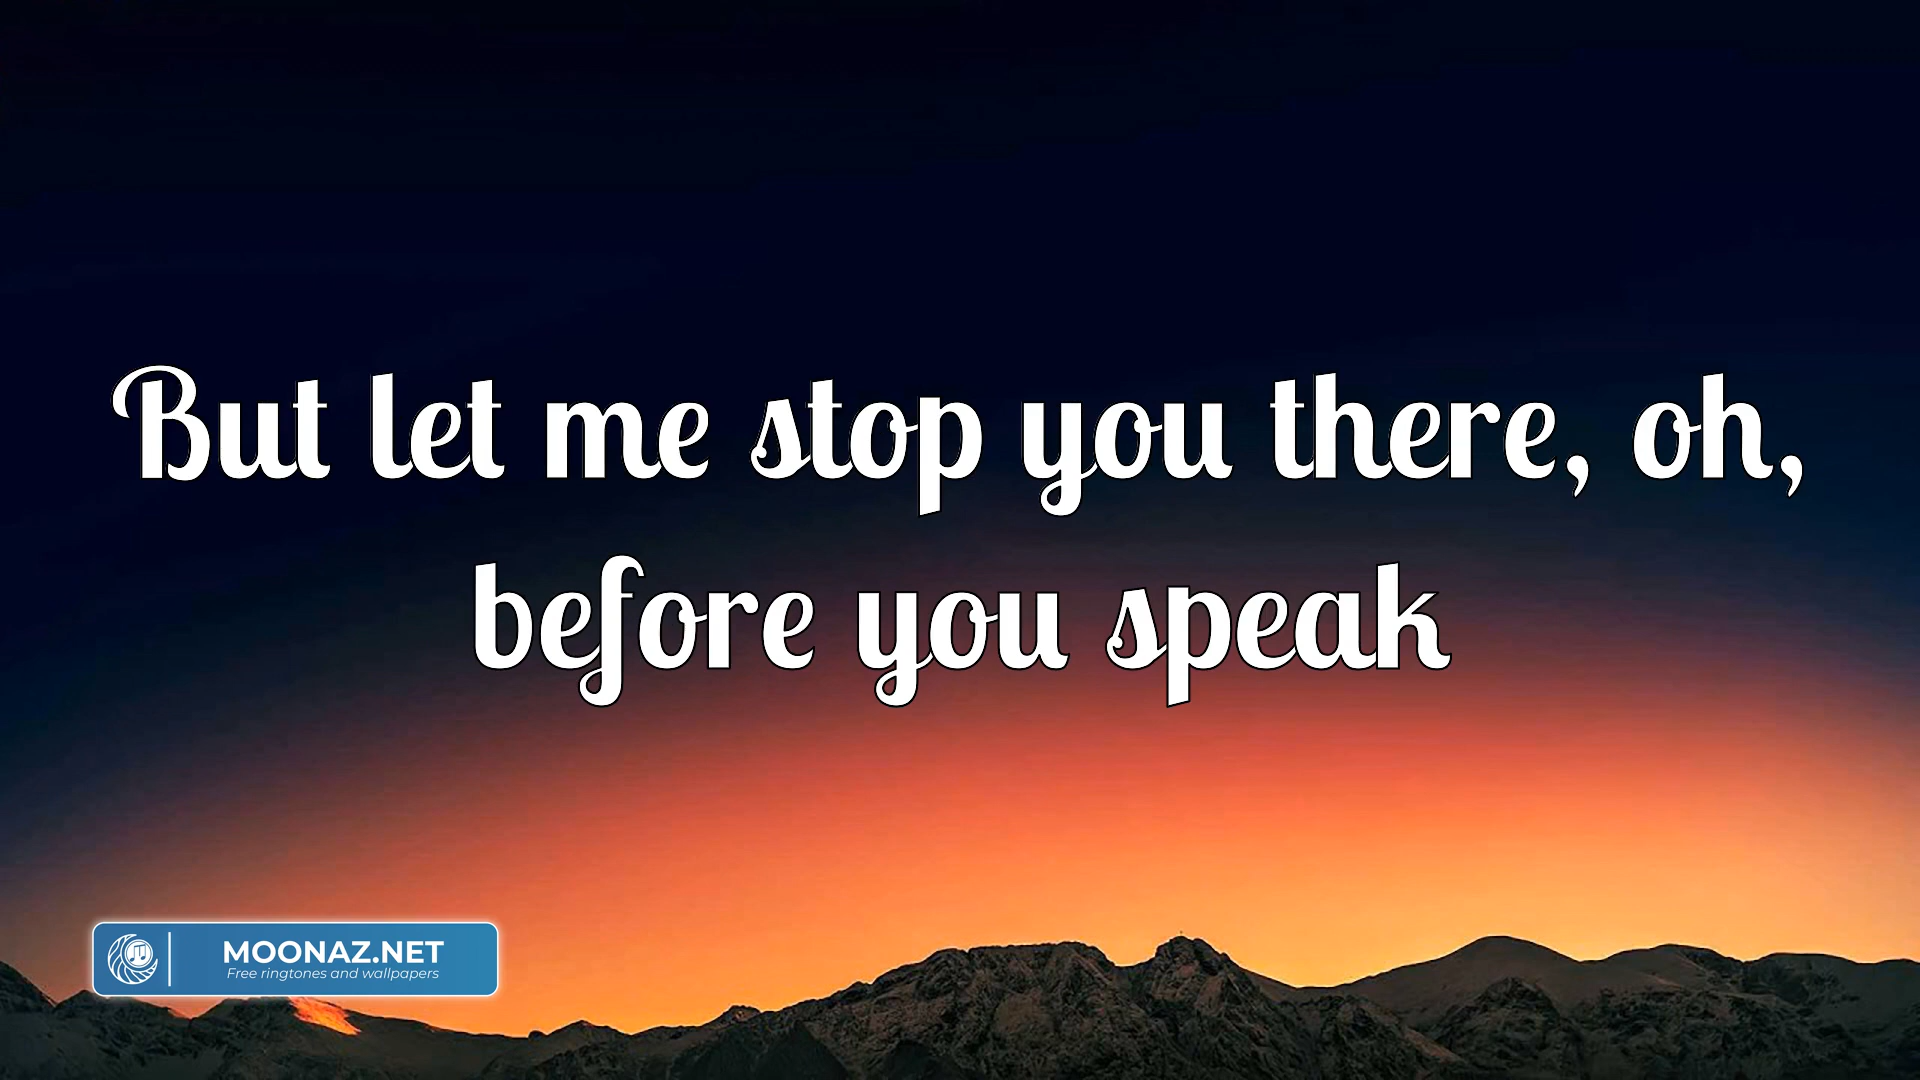 But let me stop you there, oh,
before you speak
MOONAZ.NET
Free ringtones and wallpapers